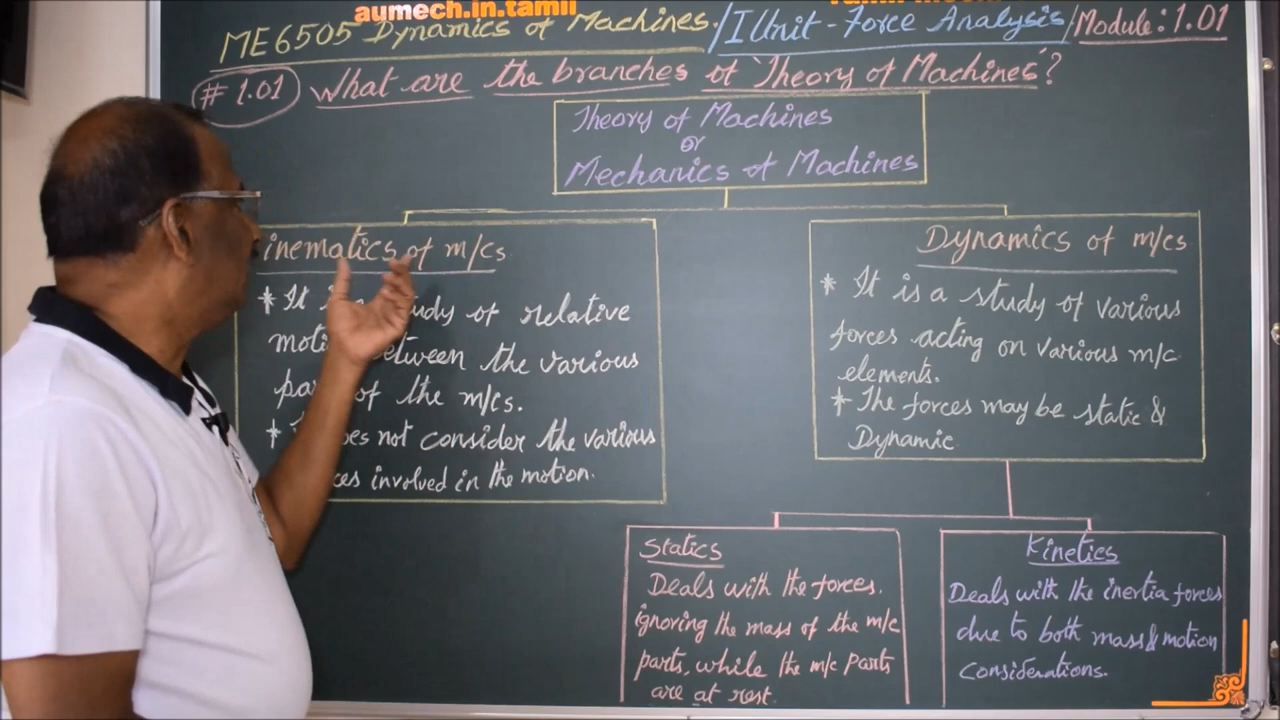 aumech.in.tamil
ME6505 Dynamics of Machines. / I Unit - Force Analysis / Module: 1.01
# 1.01 What are the branches of 'Theory of Machines'?
Theory of Machines
or
Mechanics of Machines
inematics of m/cs
* It udy of relative
between the various
of the m/cs.
* not consider the various
involved in the motion.
Dynamics of m/cs
* It is a study of various
forces acting on various m/c
elements.
* The forces may be static &
Dynamic
Statics
Deals with the forces.
ignoring the mass of the m/c
parts, while the m/c parts
are at rest.
Kinetics
Deals with the inertia forces
due to both mass & motion
considerations.